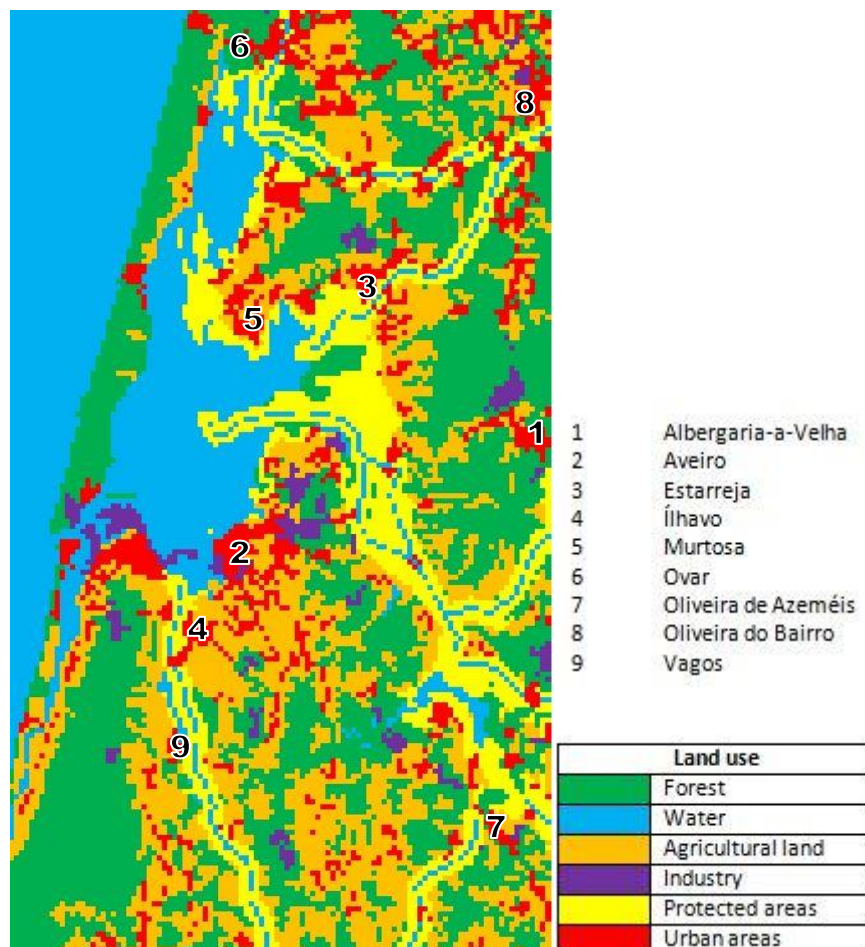 6
8
3
5
1
2
4
9
7
1 Albergaria-a-Velha
2 Aveiro
3 Estarreja
4 Ílhavo
5 Murtosa
6 Ovar
7 Oliveira de Azeméis
8 Oliveira do Bairro
9 Vagos
Land use
Forest
Water
Agricultural land
Industry
Protected areas
Urban areas